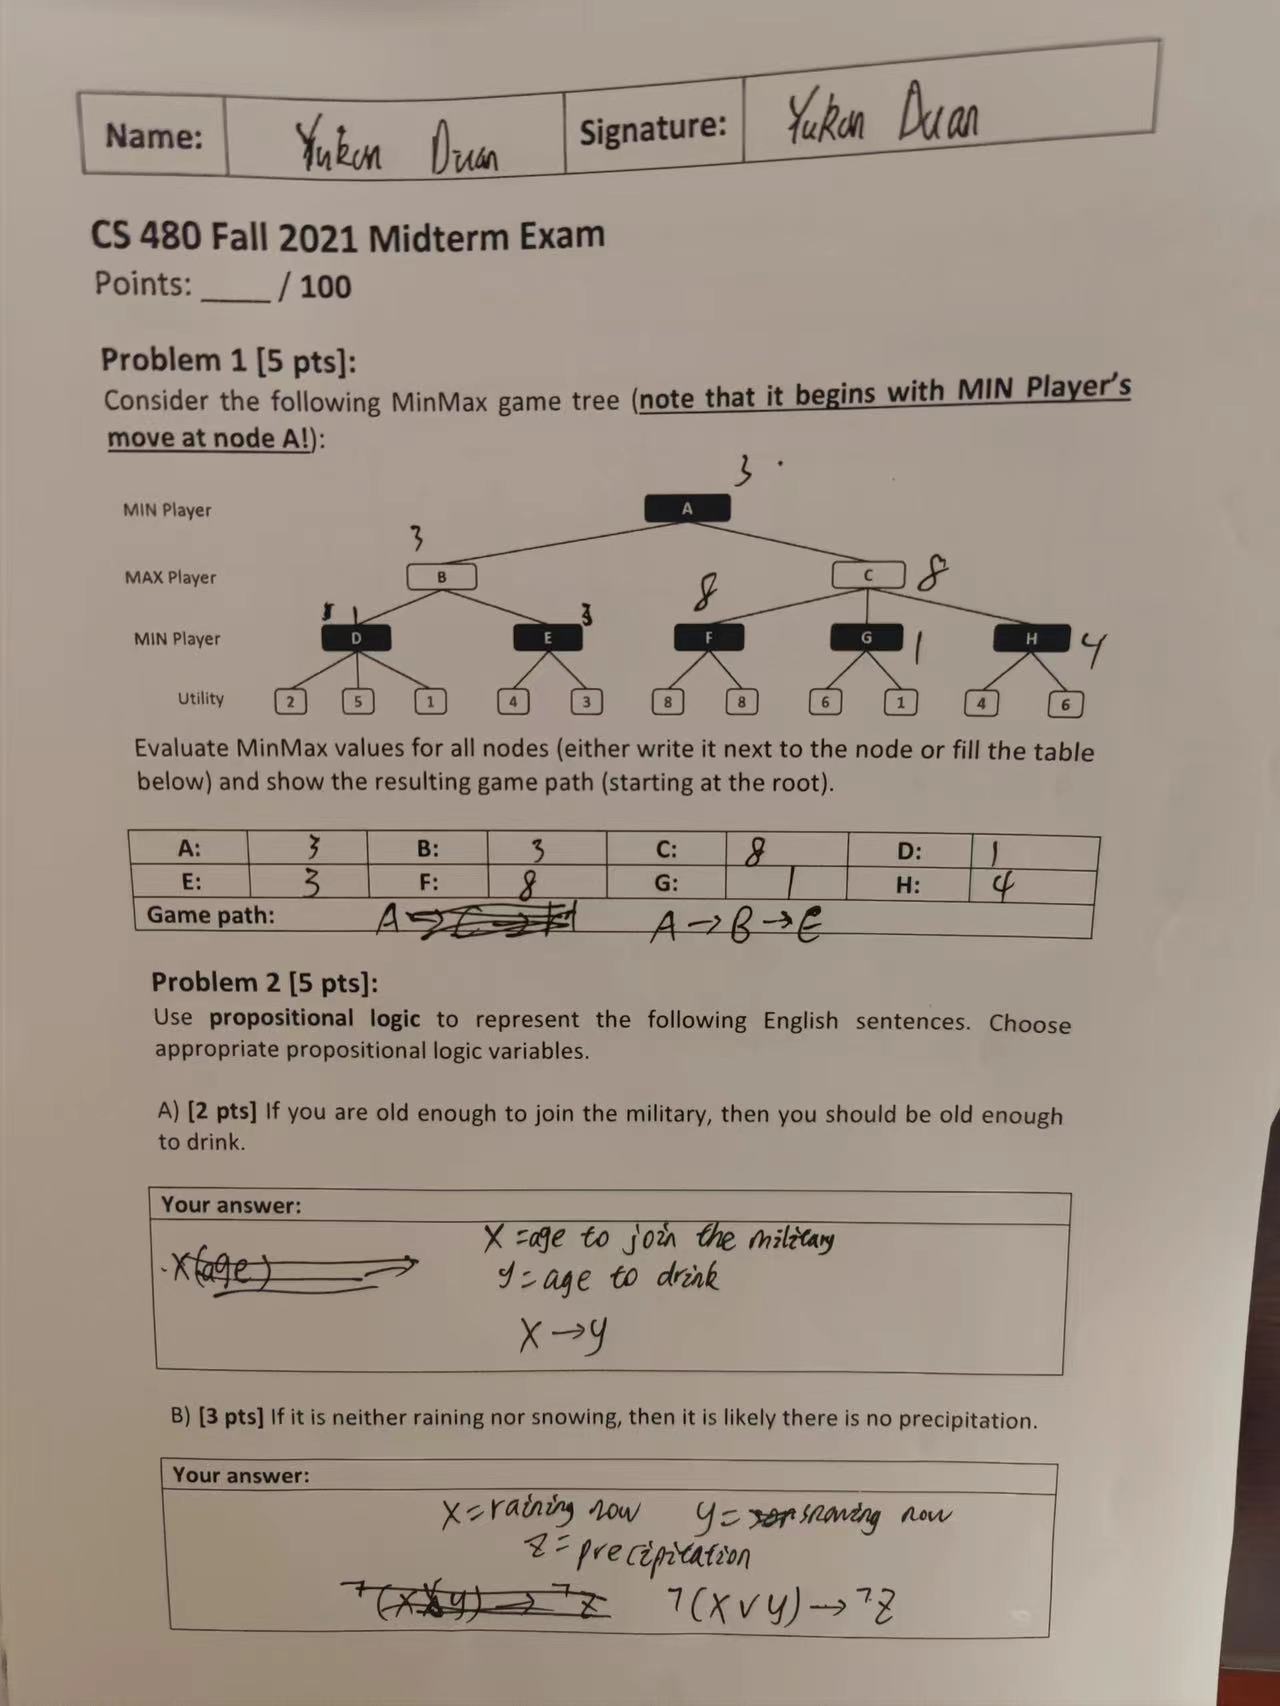 Name: Yukun Duan Signature: Yukun Duan
CS 480 Fall 2021 Midterm Exam
Points: ____ / 100
Problem 1 [5 pts]:
Consider the following MinMax game tree (note that it begins with MIN Player's
move at node A!):
3
MIN Player A
3
MAX Player B C 8
8
1 3
MIN Player D E F G 1 H 4
Utility 2 5 1 4 3 8 8 6 1 4 6
Evaluate MinMax values for all nodes (either write it next to the node or fill the table
below) and show the resulting game path (starting at the root).
A: 3 B: 3 C: 8 D: 1
E: 3 F: 8 G: 1 H: 4
Game path: A→B→E
Problem 2 [5 pts]:
Use propositional logic to represent the following English sentences. Choose
appropriate propositional logic variables.
A) [2 pts] If you are old enough to join the military, then you should be old enough
to drink.
Your answer:
X = age to join the military
x(age) →
y = age to drink
X → y
B) [3 pts] If it is neither raining nor snowing, then it is likely there is no precipitation.
Your answer:
X = raining now y = snowing now
z = precipitation
¬(X∨y) → ¬Z